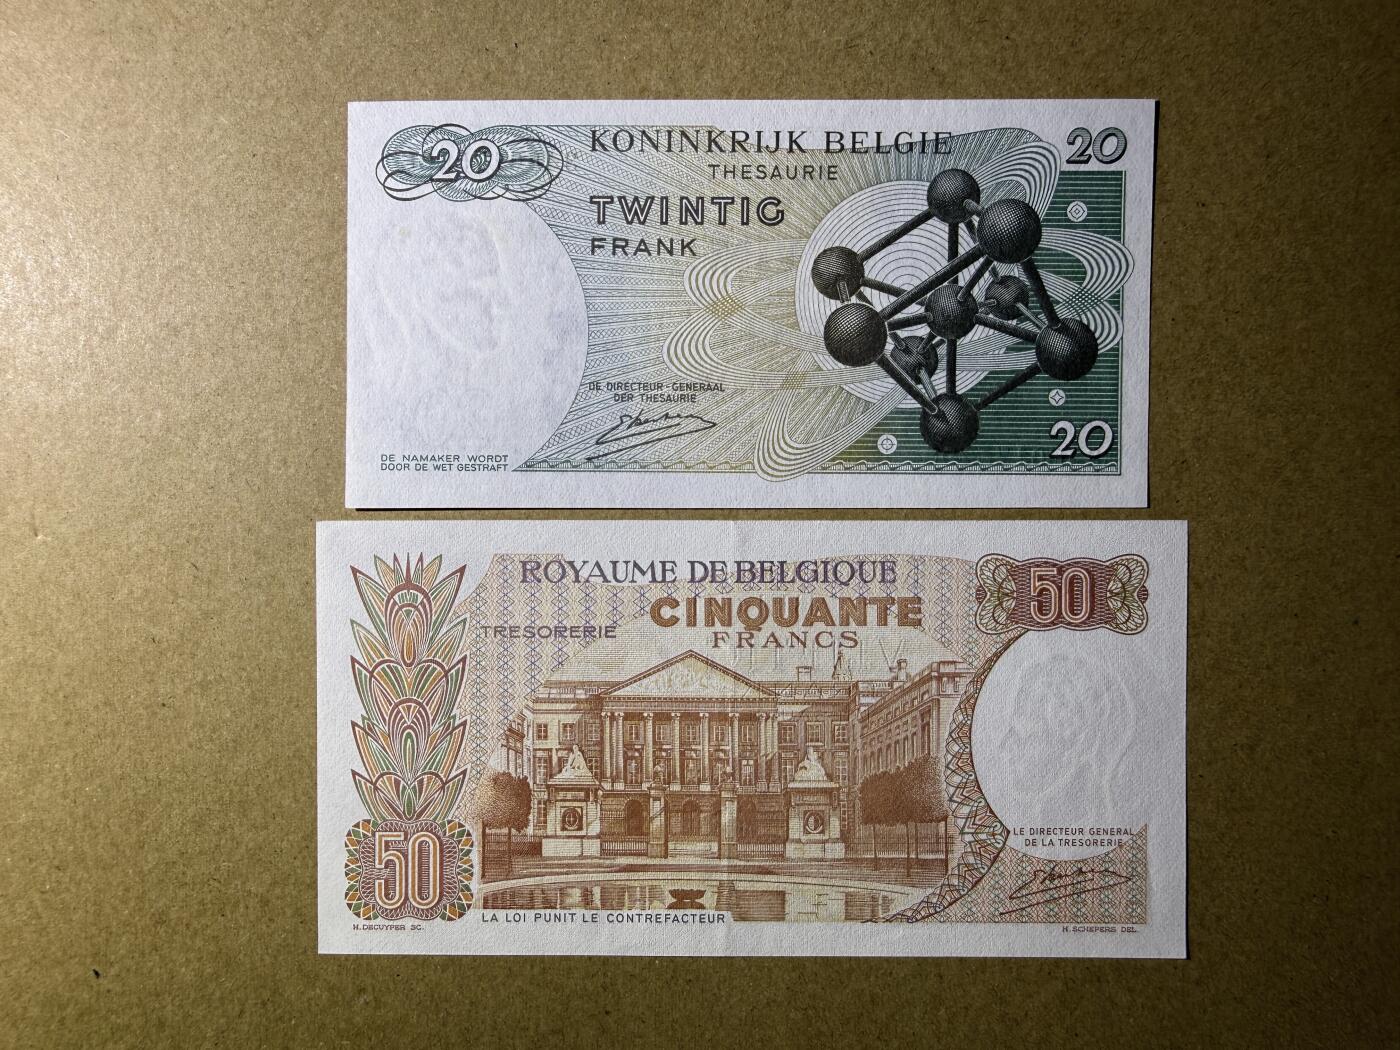 20
KONINKRIJK BELGIE
20
THESAURIE
TWINTIG
FRANK
DE DIRECTEUR-GENERAAL
DER THESAURIE
20
DE NAMAKER WORDT
DOOR DE WET GESTRAFT
ROYAUME DE BELGIQUE
50
CINQUANTE
TRESORERIE
FRANCS
LE DIRECTEUR GENERAL
DE LA TRESORERIE
50
LA LOI PUNIT LE CONTREFACTEUR
H. DECUYPER SC.
H. SCHEPERS DEL.